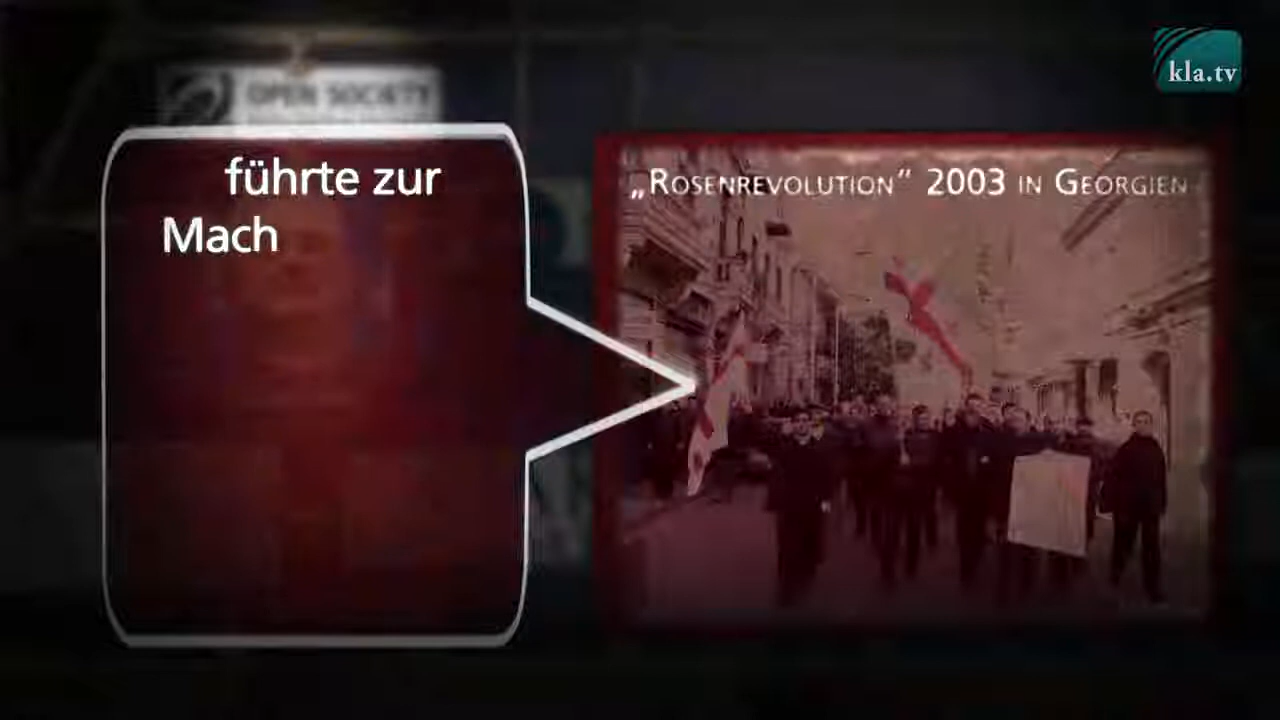 kla.tv
OPEN SOCIETY
führte zur
Mach
„Rosenrevolution“ 2003 in Georgien